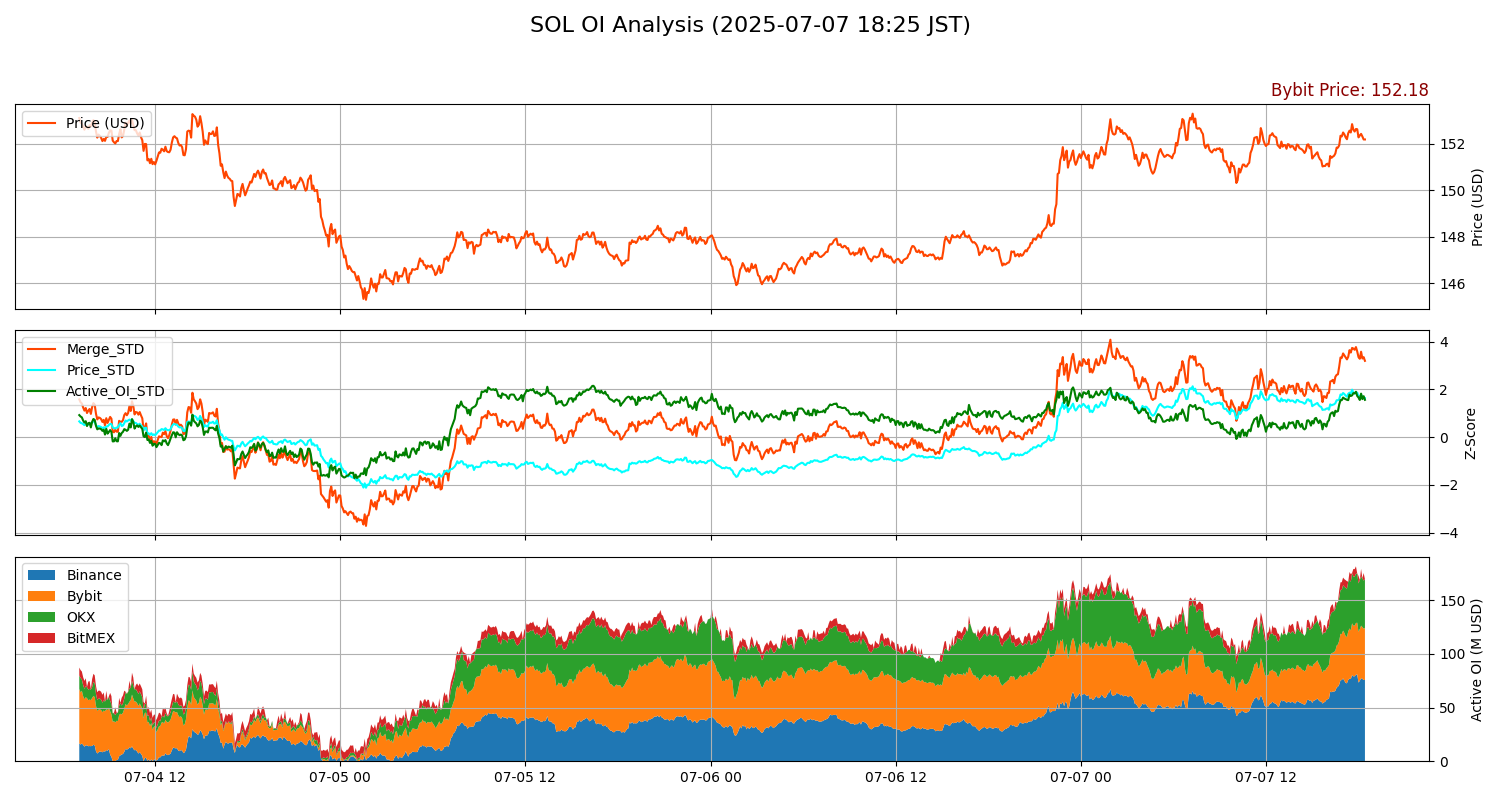 SOL OI Analysis (2025-07-07 18:25 JST)
Bybit Price: 152.18
Price (USD)
152
150
148
146
Price (USD)
Merge_STD
Price_STD
Active_OI_STD
4
2
0
−2
−4
Z-Score
Binance
Bybit
OKX
BitMEX
150
100
50
0
Active OI (M USD)
07-04 12
07-05 00
07-05 12
07-06 00
07-06 12
07-07 00
07-07 12